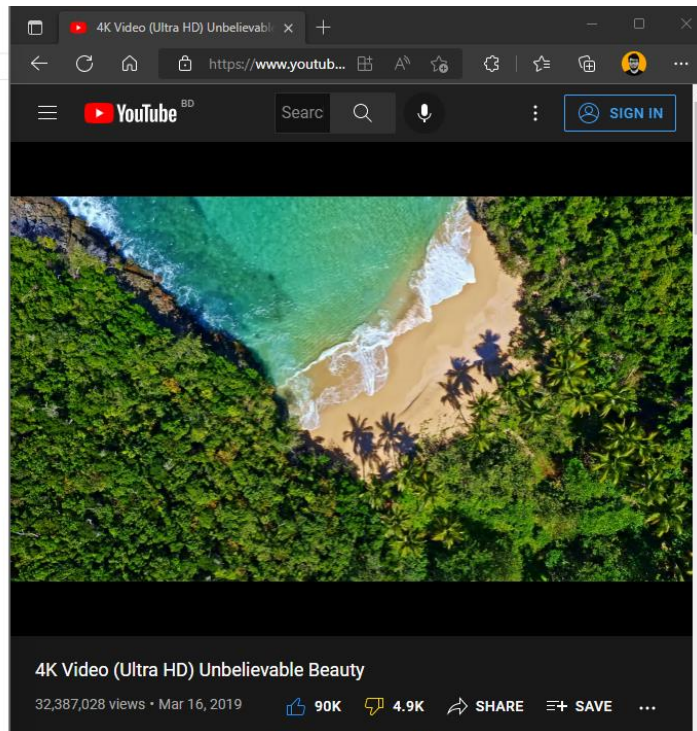 4K Video (Ultra HD) Unbelievabl
https://www.youtub...
YouTube BD
Searc
SIGN IN
4K Video (Ultra HD) Unbelievable Beauty
32,387,028 views • Mar 16, 2019
90K
4.9K
SHARE
SAVE